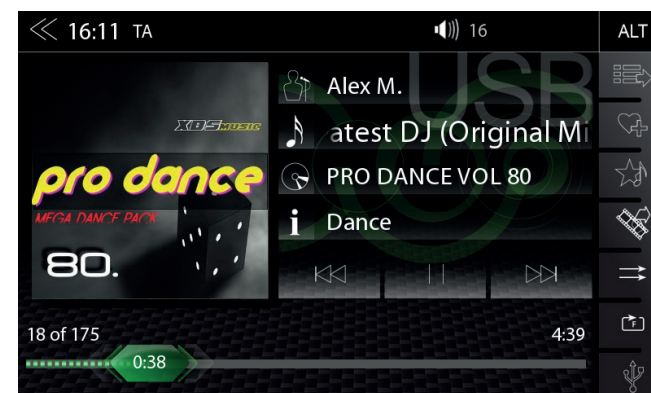 16:11 TA 16 ALT
USB
Alex M.
XDS MUSIC
atest DJ (Original Mi
pro dance
PRO DANCE VOL 80
MEGA DANCE PACK
i Dance
80.
18 of 175 4:39
0:38
F